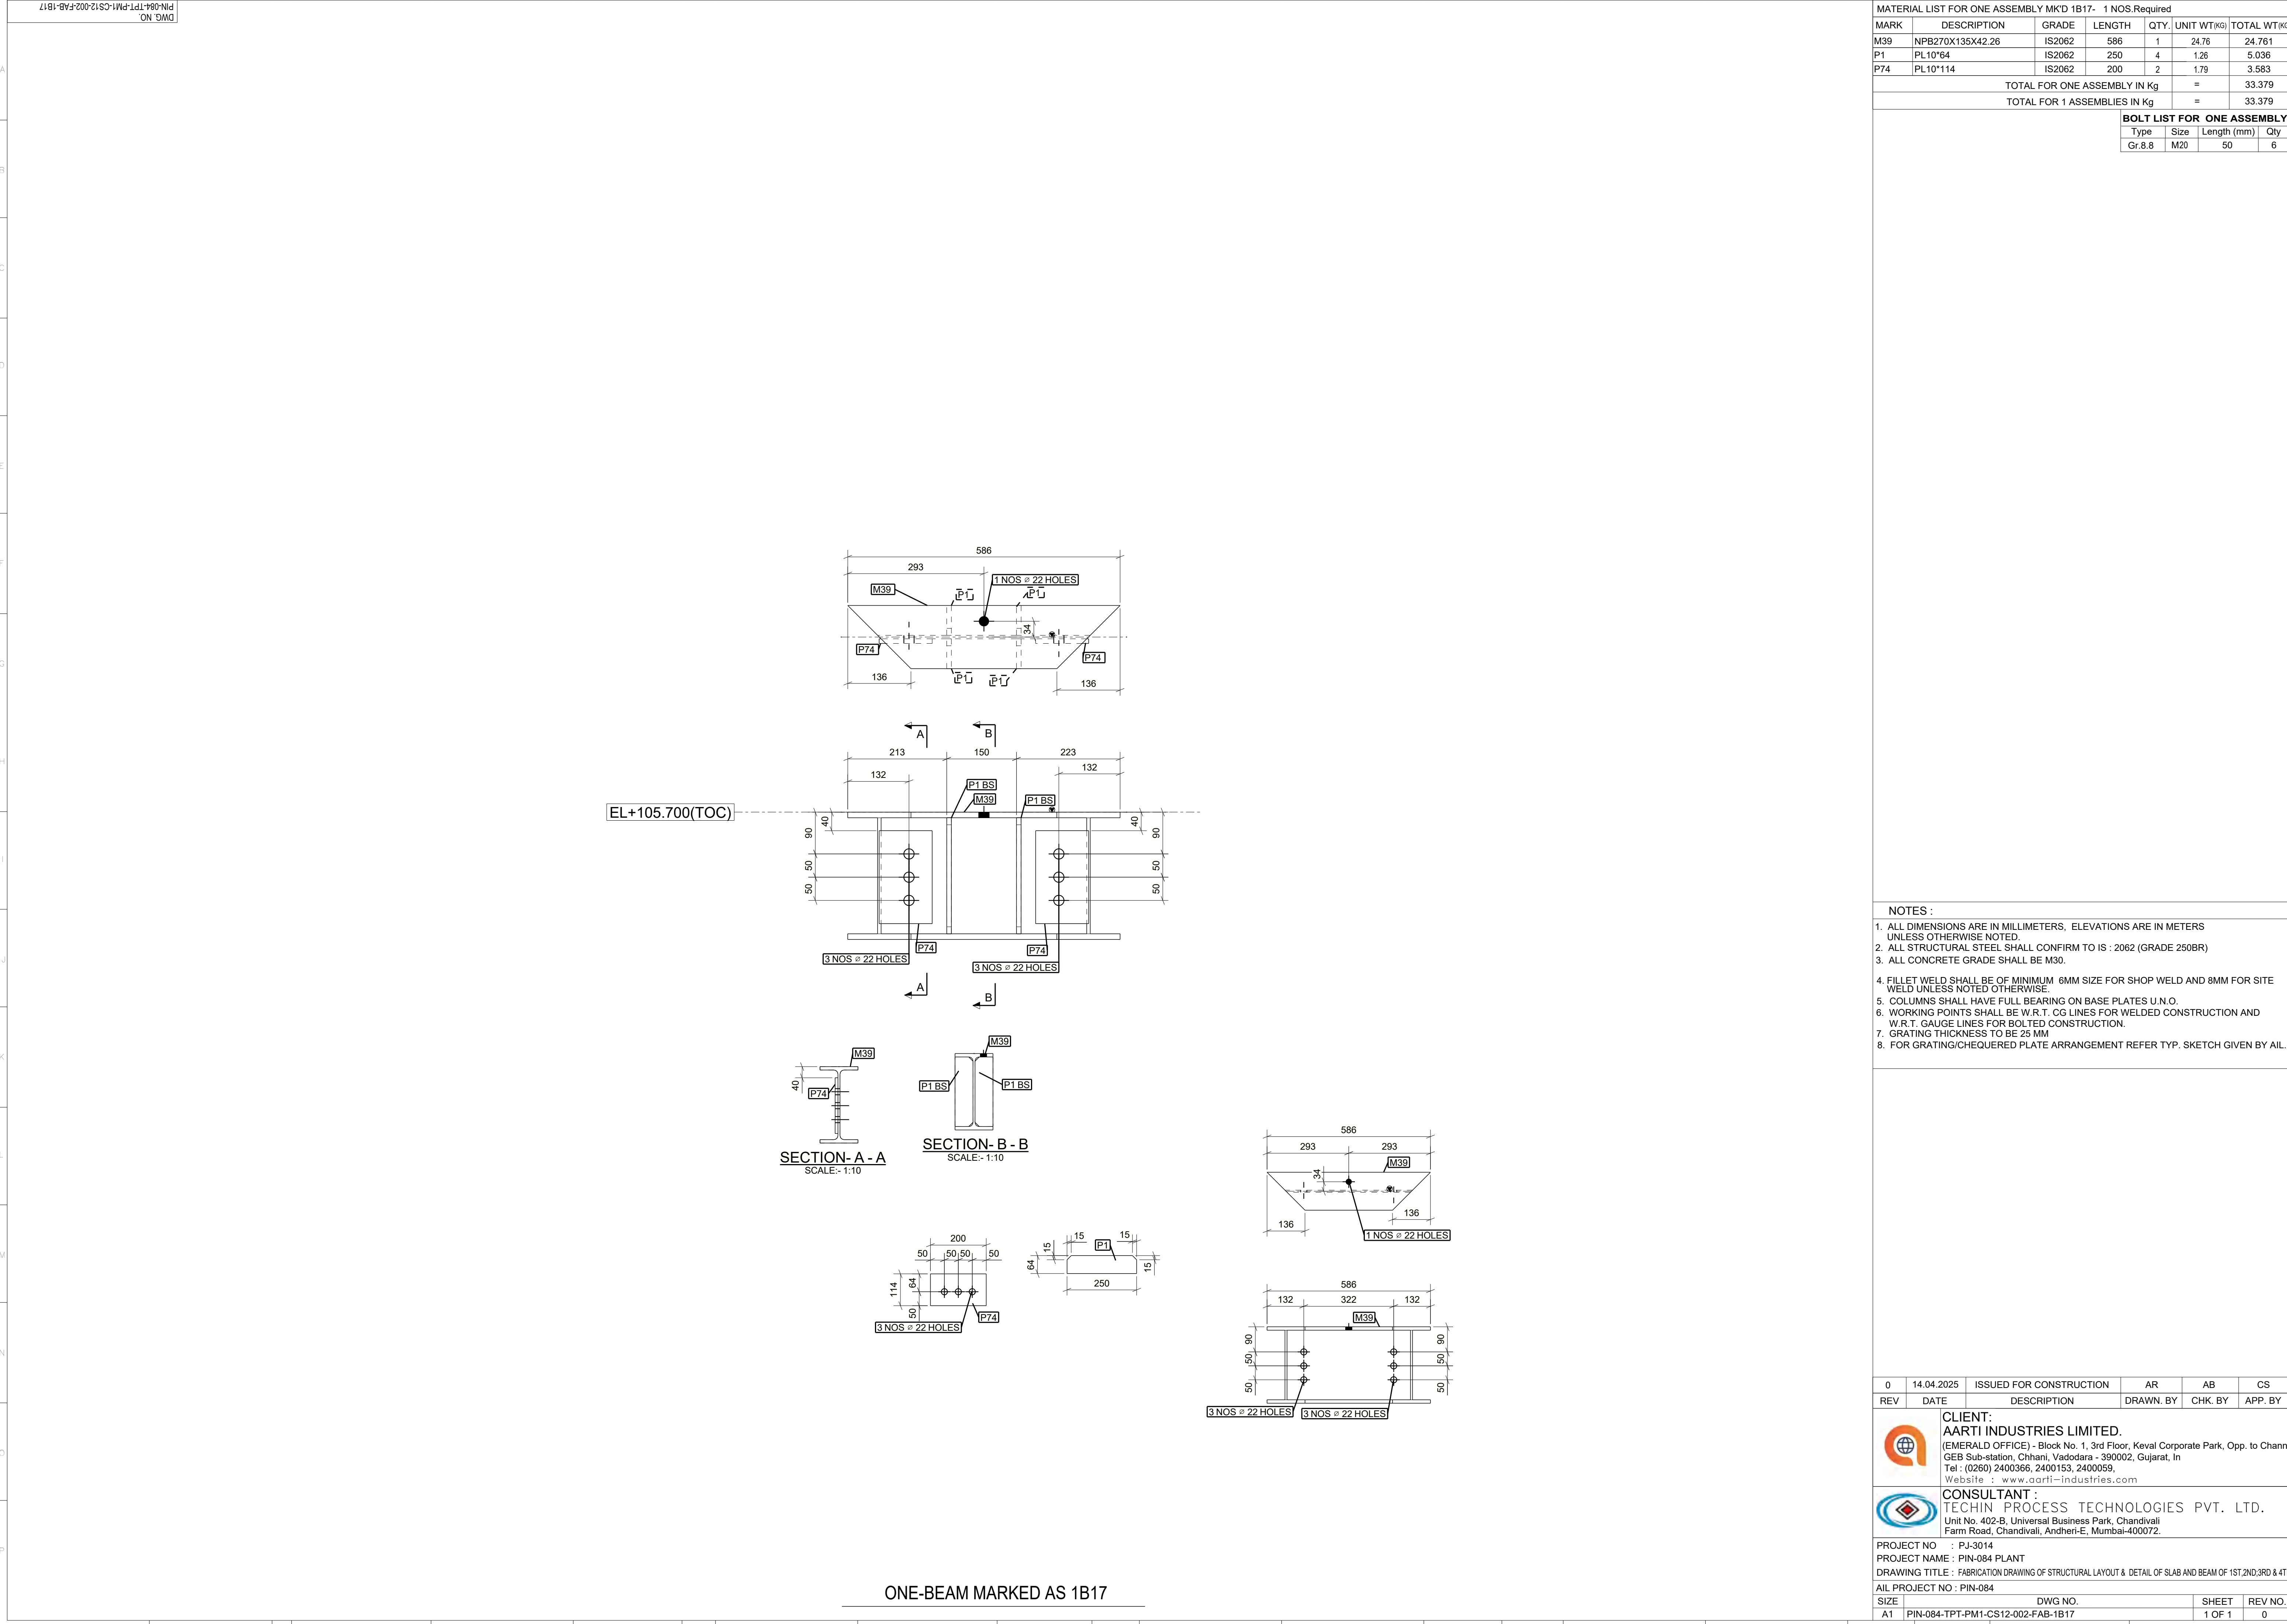 DWG. NO.
PIN-084-TPT-PM1-CS12-002-FAB-1B17
MATERIAL LIST FOR ONE ASSEMBLY MK'D 1B17- 1 NOS.Required
MARK DESCRIPTION GRADE LENGTH QTY. UNIT WT(KG) TOTAL WT(KG
M39 NPB270X135X42.26 IS2062 586 1 24.76 24.761
P1 PL10*64 IS2062 250 4 1.26 5.036
P74 PL10*114 IS2062 200 2 1.79 3.583
TOTAL FOR ONE ASSEMBLY IN Kg = 33.379
TOTAL FOR 1 ASSEMBLIES IN Kg = 33.379
BOLT LIST FOR ONE ASSEMBLY
Type Size Length (mm) Qty
Gr.8.8 M20 50 6
A
B
C
D
E
F
G
H
I
J
K
L
M
N
O
P
586
293
1 NOS ⌀ 22 HOLES
M39
P1
P1
34
P74
P74
136
P1
P1
136
A
B
213 150 223
132
132
P1 BS
M39
P1 BS
EL+105.700(TOC)
40
90
50
50
40
90
50
50
P74
P74
3 NOS ⌀ 22 HOLES
3 NOS ⌀ 22 HOLES
A
B
M39
40
P74
SECTION- A - A
SCALE:- 1:10
M39
P1 BS
P1 BS
SECTION- B - B
SCALE:- 1:10
200
50 50 50 50
114
64
50
P74
3 NOS ⌀ 22 HOLES
15
15
15
P1
64
15
250
586
293 293
M39
34
136
136
1 NOS ⌀ 22 HOLES
586
132 322 132
M39
90
50
50
90
50
50
3 NOS ⌀ 22 HOLES
3 NOS ⌀ 22 HOLES
ONE-BEAM MARKED AS 1B17
NOTES :
1. ALL DIMENSIONS ARE IN MILLIMETERS, ELEVATIONS ARE IN METERS
UNLESS OTHERWISE NOTED.
2. ALL STRUCTURAL STEEL SHALL CONFIRM TO IS : 2062 (GRADE 250BR)
3. ALL CONCRETE GRADE SHALL BE M30.
4. FILLET WELD SHALL BE OF MINIMUM 6MM SIZE FOR SHOP WELD AND 8MM FOR SITE
WELD UNLESS NOTED OTHERWISE.
5. COLUMNS SHALL HAVE FULL BEARING ON BASE PLATES U.N.O.
6. WORKING POINTS SHALL BE W.R.T. CG LINES FOR WELDED CONSTRUCTION AND
W.R.T. GAUGE LINES FOR BOLTED CONSTRUCTION.
7. GRATING THICKNESS TO BE 25 MM
8. FOR GRATING/CHEQUERED PLATE ARRANGEMENT REFER TYP. SKETCH GIVEN BY AIL.
0 14.04.2025 ISSUED FOR CONSTRUCTION AR AB CS
REV DATE DESCRIPTION DRAWN. BY CHK. BY APP. BY
CLIENT:
AARTI INDUSTRIES LIMITED.
(EMERALD OFFICE) - Block No. 1, 3rd Floor, Keval Corporate Park, Opp. to Chann
GEB Sub-station, Chhani, Vadodara - 390002, Gujarat, In
Tel : (0260) 2400366, 2400153, 2400059,
Website : www.aarti-industries.com
CONSULTANT :
TECHIN PROCESS TECHNOLOGIES PVT. LTD.
Unit No. 402-B, Universal Business Park, Chandivali
Farm Road, Chandivali, Andheri-E, Mumbai-400072.
PROJECT NO : PJ-3014
PROJECT NAME : PIN-084 PLANT
DRAWING TITLE : FABRICATION DRAWING OF STRUCTURAL LAYOUT & DETAIL OF SLAB AND BEAM OF 1ST,2ND;3RD & 4T
AIL PROJECT NO : PIN-084
SIZE DWG NO. SHEET REV NO.
A1 PIN-084-TPT-PM1-CS12-002-FAB-1B17 1 OF 1 0